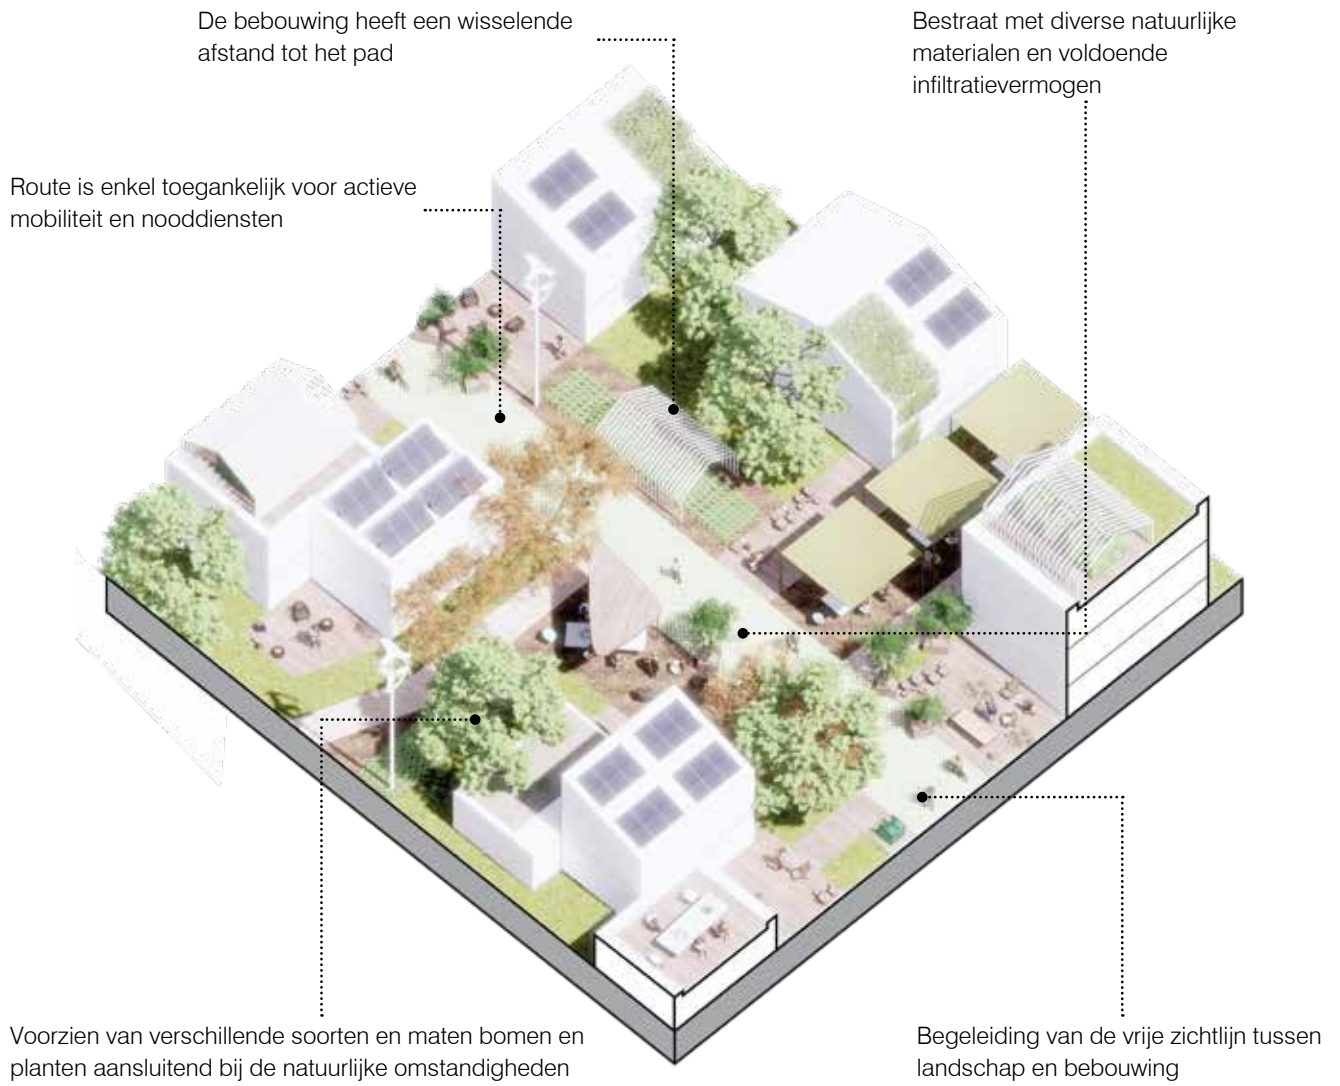 De bebouwing heeft een wisselende
afstand tot het pad
Bestraat met diverse natuurlijke
materialen en voldoende
infiltratievermogen
Route is enkel toegankelijk voor actieve
mobiliteit en nooddiensten
Voorzien van verschillende soorten en maten bomen en
planten aansluitend bij de natuurlijke omstandigheden
Begeleiding van de vrije zichtlijn tussen
landschap en bebouwing